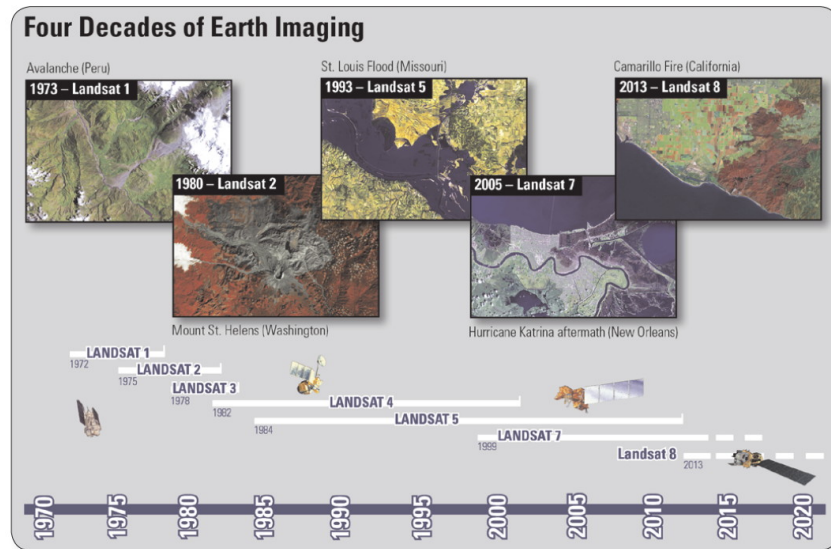 Four Decades of Earth Imaging
Avalanche (Peru)
1973 – Landsat 1
St. Louis Flood (Missouri)
1993 – Landsat 5
Camarillo Fire (California)
2013 – Landsat 8
1980 – Landsat 2
Mount St. Helens (Washington)
2005 – Landsat 7
Hurricane Katrina aftermath (New Orleans)
LANDSAT 1
1972
LANDSAT 2
1975
LANDSAT 3
1978
LANDSAT 4
1982
LANDSAT 5
1984
LANDSAT 7
1999
Landsat 8
2013
1970 1975 1980 1985 1990 1995 2000 2005 2010 2015 2020